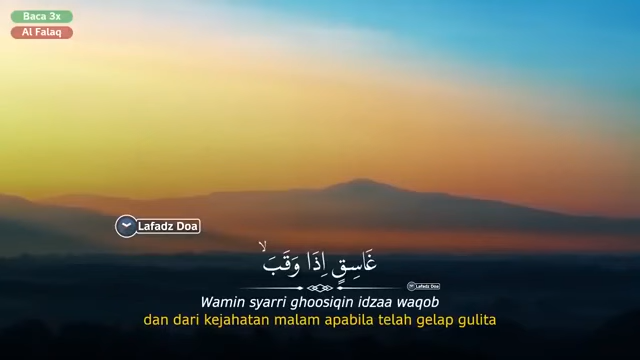 Baca 3x
Al Falaq
Lafadz Doa
غَاسِقٍ اِذَا وَقَبَۙ
Lafadz Doa
Wamin syarri ghoosiqin idzaa waqob
dan dari kejahatan malam apabila telah gelap gulita